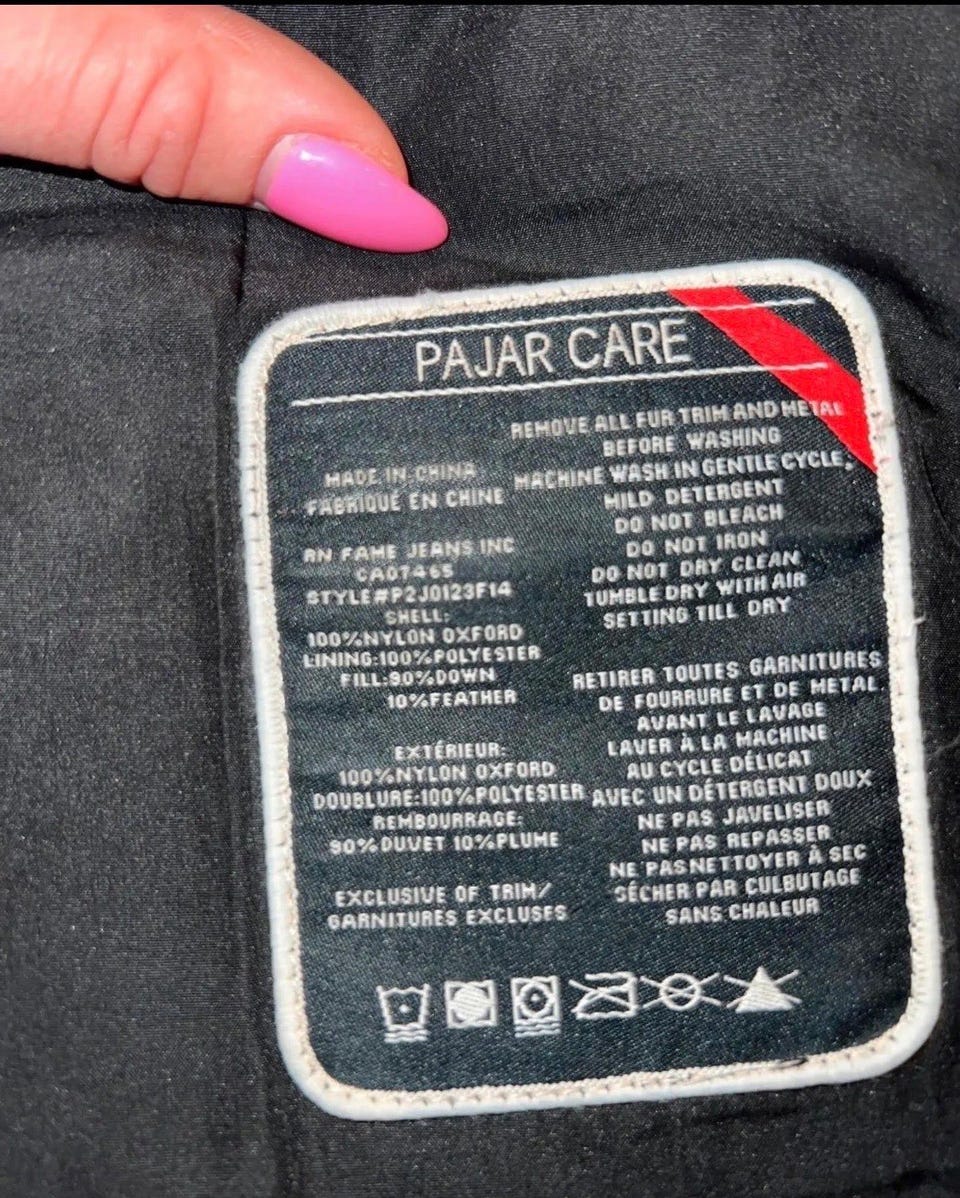 PAJAR CARE
MADE IN CHINA
FABRIQUÉ EN CHINE
AN FAME JEANS INC
CA07465
STYLE#P2J0123F14
SHELL:
100%NYLON OXFORD
LINING:100%POLYESTER
FILL:90%DOWN
10%FEATHER
EXTÉRIEUR:
100%NYLON OXFORD
DOUBLURE:100%POLYESTER
REMBOURRAGE:
90%DUVET 10%PLUME
EXCLUSIVE OF TRIM/
GARNITURES EXCLUSES
REMOVE ALL FUR TRIM AND METAL
BEFORE WASHING
MACHINE WASH IN GENTLE CYCLE,
MILD DETERGENT
DO NOT BLEACH
DO NOT IRON
DO NOT DRY CLEAN
TUMBLE DRY WITH AIR
SETTING TILL DRY
RETIRER TOUTES GARNITURES
DE FOURRURE ET DE METAL.
AVANT LE LAVAGE
LAVER À LA MACHINE
AU CYCLE DÉLICAT
AVEC UN DÉTERGENT DOUX
NE PAS JAVELISER
NE PAS REPASSER
NE PAS NETTOYER À SEC
SÉCHER PAR CULBUTAGE
SANS CHALEUR